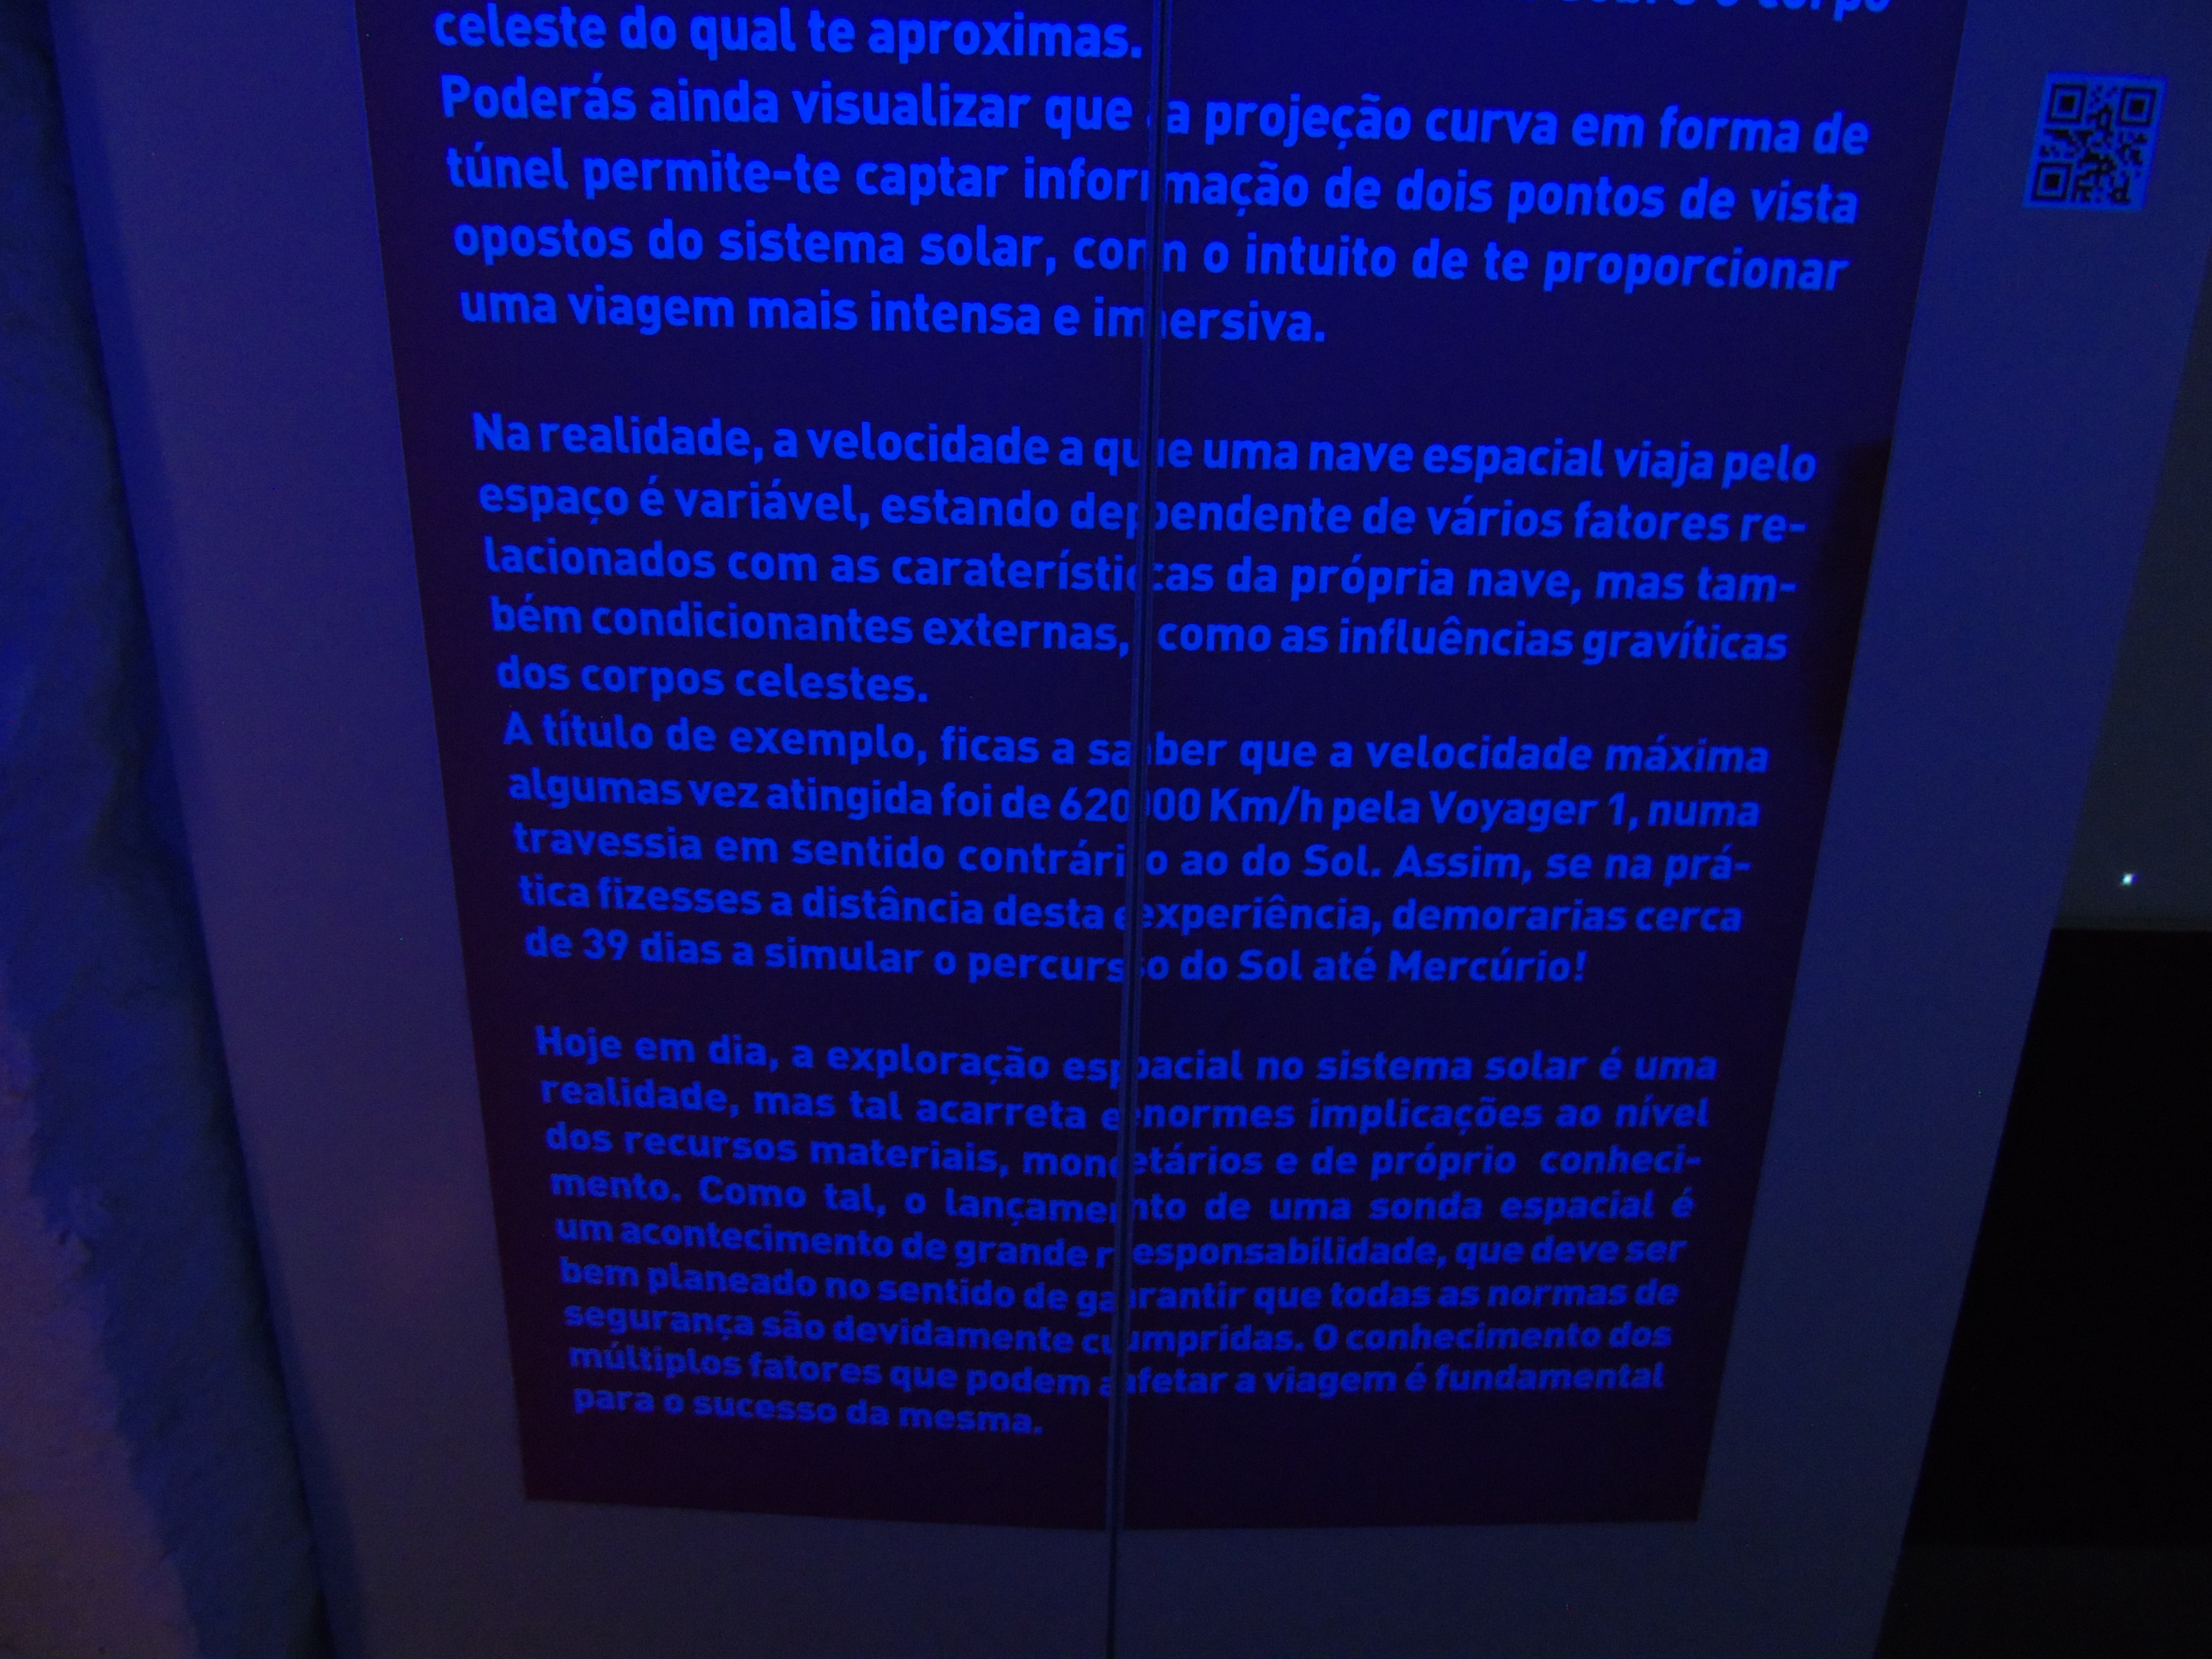 corpo
celeste do qual te aproximas.
Poderás ainda visualizar que a projeção curva em forma de
túnel permite-te captar informação de dois pontos de vista
opostos do sistema solar, com o intuito de te proporcionar
uma viagem mais intensa e imersiva.
Na realidade, a velocidade a que uma nave espacial viaja pelo
espaço é variável, estando dependente de vários fatores re-
lacionados com as caraterísticas da própria nave, mas tam-
bém condicionantes externas, como as influências gravíticas
dos corpos celestes.
A título de exemplo, ficas a saber que a velocidade máxima
algumas vez atingida foi de 62000 Km/h pela Voyager 1, numa
travessia em sentido contrário ao do Sol. Assim, se na prá-
tica fizesses a distância desta experiência, demorarias cerca
de 39 dias a simular o percurso do Sol até Mercúrio!
Hoje em dia, a exploração espacial no sistema solar é uma
realidade, mas tal acarreta enormes implicações ao nível
dos recursos materiais, monetários e de próprio conheci-
mento. Como tal, o lançamento de uma sonda espacial é
um acontecimento de grande responsabilidade, que deve ser
bem planeado no sentido de garantir que todas as normas de
segurança são devidamente cumpridas. O conhecimento dos
múltiplos fatores que podem afetar a viagem é fundamental
para o sucesso da mesma.